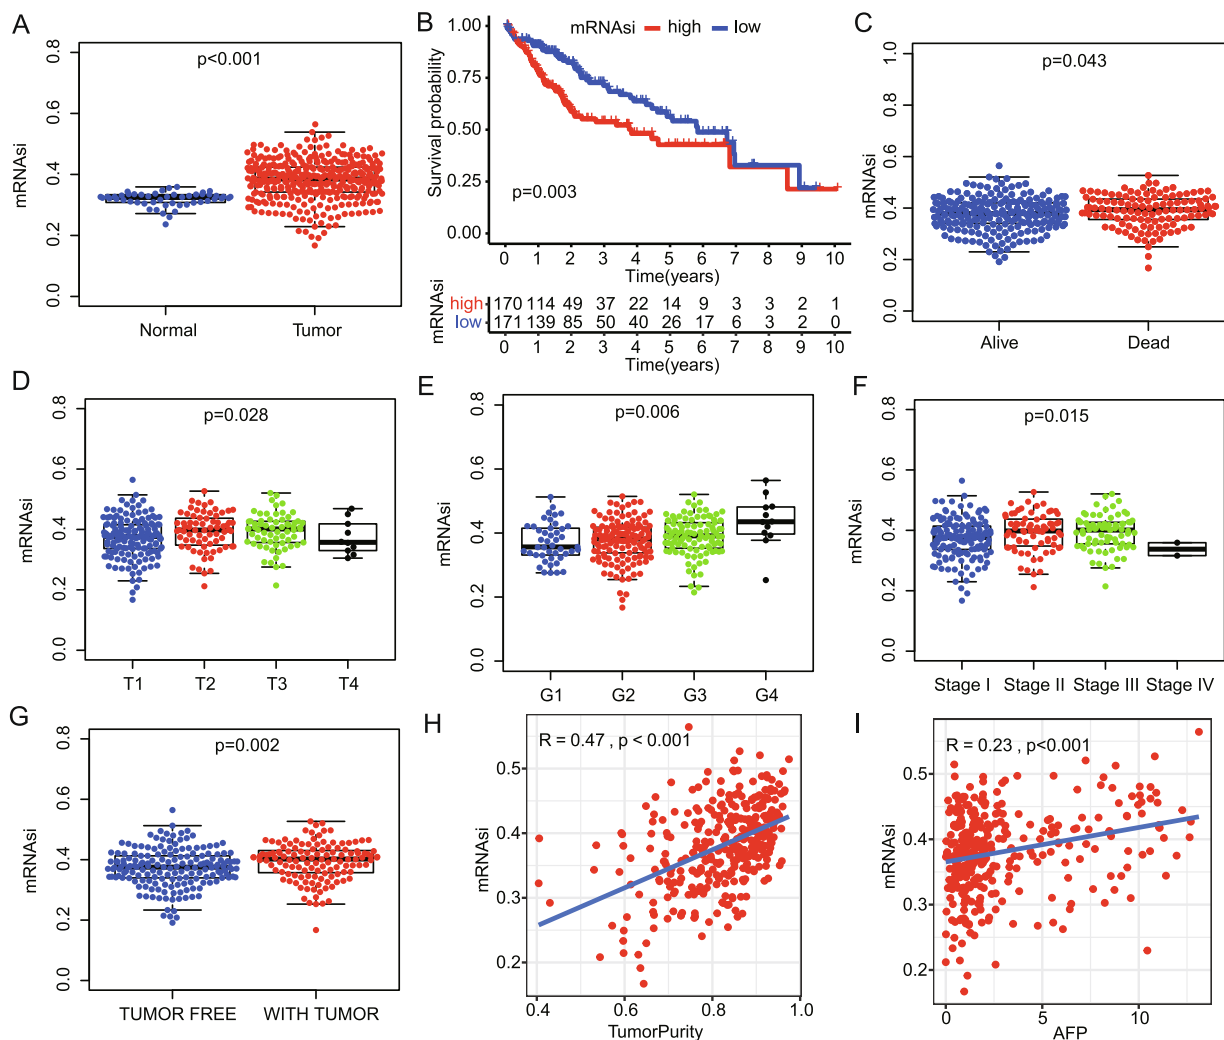 A
p<0.001
mRNAsi
0.8
0.6
0.4
0.2
0.0
Normal Tumor
B
mRNAsi high low
Survival probability
1.00
0.75
0.50
0.25
0.00
p=0.003
0 1 2 3 4 5 6 7 8 9 10
Time(years)
mRNAsi
high 170 114 49 37 22 14 9 3 3 2 1
low 171 139 85 50 40 26 17 6 3 2 0
0 1 2 3 4 5 6 7 8 9 10
Time(years)
C
p=0.043
mRNAsi
1.0
0.8
0.6
0.4
0.2
0.0
Alive Dead
D
p=0.028
mRNAsi
0.8
0.6
0.4
0.2
0.0
T1 T2 T3 T4
E
p=0.006
mRNAsi
0.8
0.6
0.4
0.2
0.0
G1 G2 G3 G4
F
p=0.015
mRNAsi
0.8
0.6
0.4
0.2
0.0
Stage I Stage II Stage III Stage IV
G
p=0.002
mRNAsi
0.8
0.6
0.4
0.2
0.0
TUMOR FREE WITH TUMOR
H
R = 0.47 , p < 0.001
mRNAsi
0.5
0.4
0.3
0.2
0.4 0.6 0.8 1.0
TumorPurity
I
R = 0.23 , p<0.001
mRNAsi
0.5
0.4
0.3
0.2
0 5 10
AFP